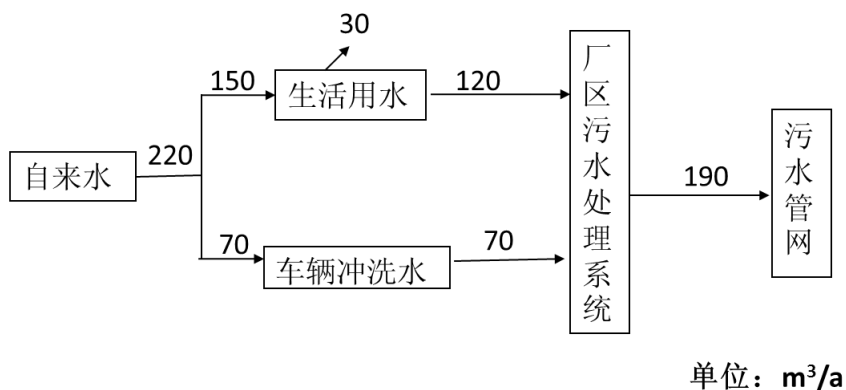 30
150
生活用水
120
自来水
220
70
车辆冲洗水
70
厂区污水处理系统
190
污水管网
单位：m³/a